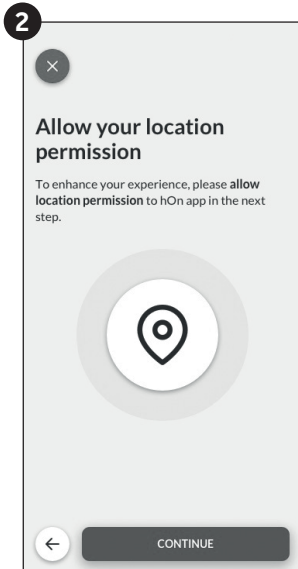 2
Allow your location
permission
To enhance your experience, please allow
location permission to hOn app in the next
step.
CONTINUE